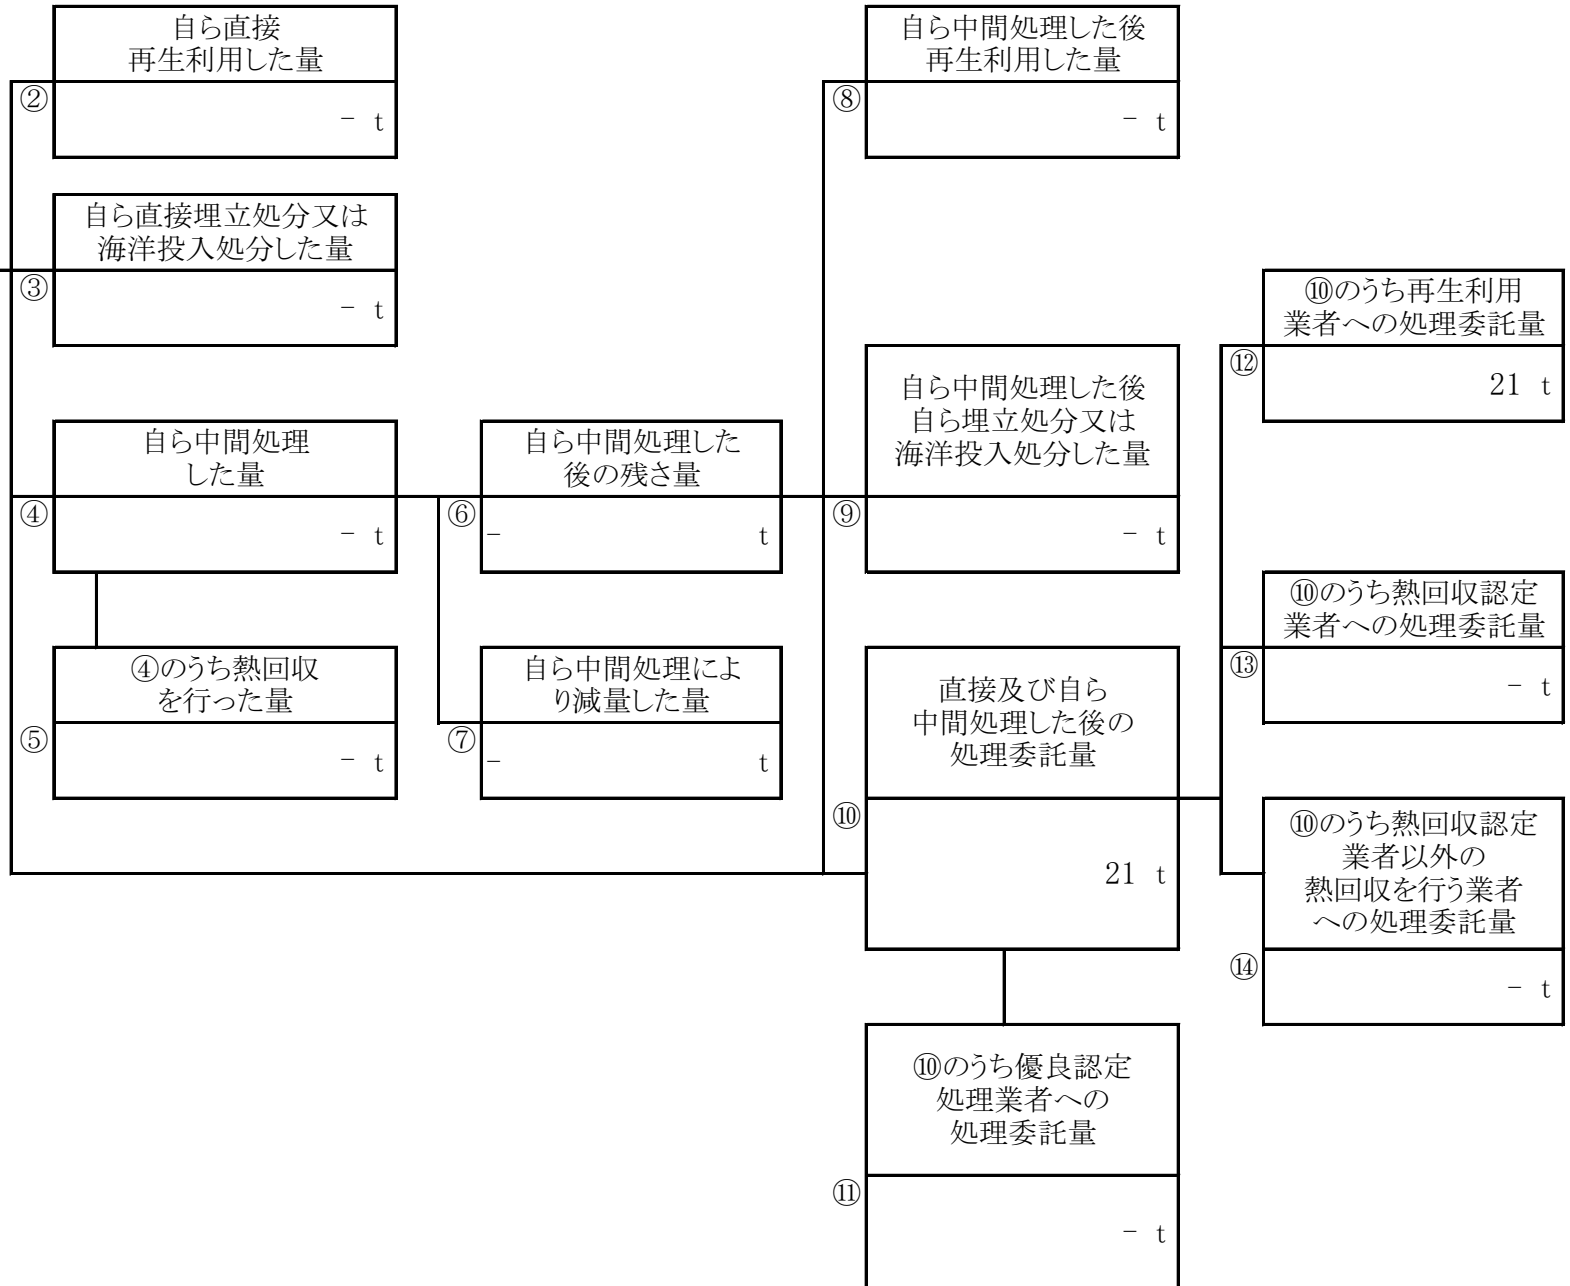 自ら直接
再生利用した量
②
－ t
自ら直接埋立処分又は
海洋投入処分した量
③
－ t
自ら中間処理
した量
④
－ t
④のうち熱回収
を行った量
⑤
－ t
自ら中間処理した
後の残さ量
⑥
－ t
自ら中間処理によ
り減量した量
⑦
－ t
自ら中間処理した後
再生利用した量
⑧
－ t
自ら中間処理した後
自ら埋立処分又は
海洋投入処分した量
⑨
－ t
直接及び自ら
中間処理した後の
処理委託量
⑩
21 t
⑩のうち優良認定
処理業者への
処理委託量
⑪
－ t
⑩のうち再生利用
業者への処理委託量
⑫
21 t
⑩のうち熱回収認定
業者への処理委託量
⑬
－ t
⑩のうち熱回収認定
業者以外の
熱回収を行う業者
への処理委託量
⑭
－ t